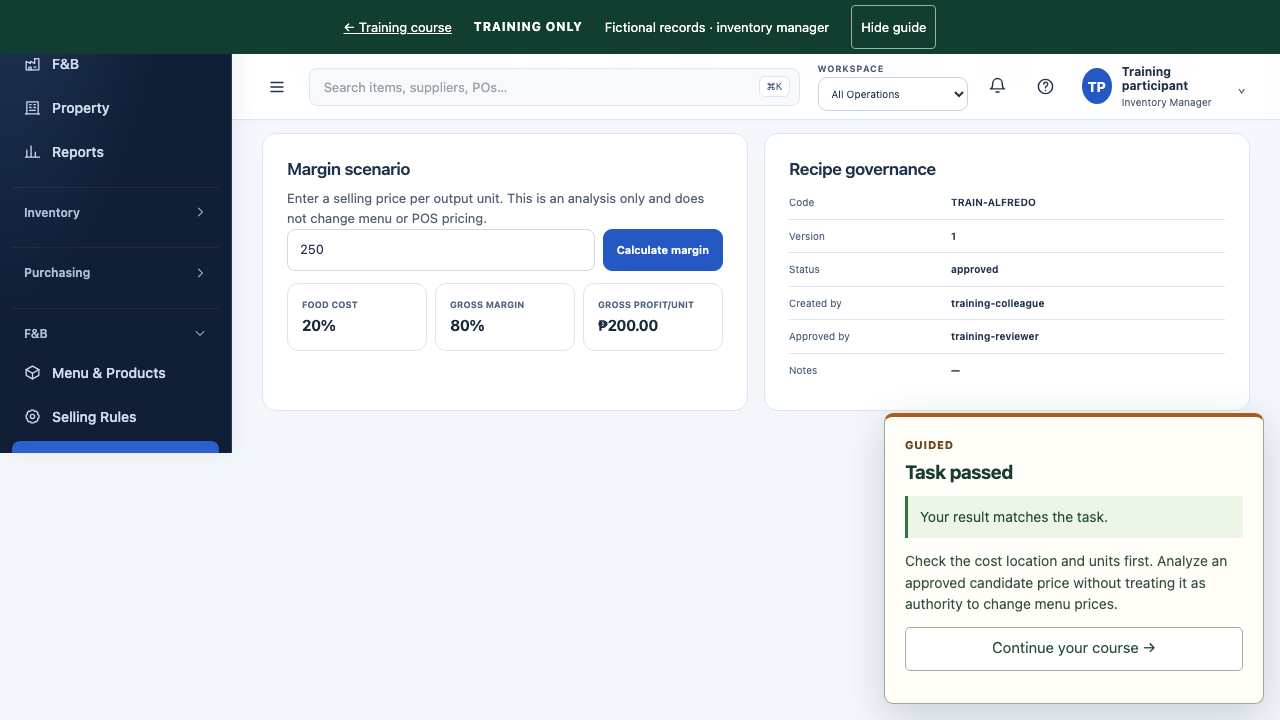 ← Training course
TRAINING ONLY
Fictional records · inventory manager
Hide guide
F&B
Property
Reports
Inventory
Purchasing
F&B
Menu & Products
Selling Rules
Search items, suppliers, POs...
⌘K
WORKSPACE
All Operations
TP
Training
participant
Inventory Manager
Margin scenario
Enter a selling price per output unit. This is an analysis only and does
not change menu or POS pricing.
250
Calculate margin
FOOD COST
20%
GROSS MARGIN
80%
GROSS PROFIT/UNIT
₱200.00
Recipe governance
Code TRAIN-ALFREDO
Version 1
Status approved
Created by training-colleague
Approved by training-reviewer
Notes —
GUIDED
Task passed
Your result matches the task.
Check the cost location and units first. Analyze an
approved candidate price without treating it as
authority to change menu prices.
Continue your course →